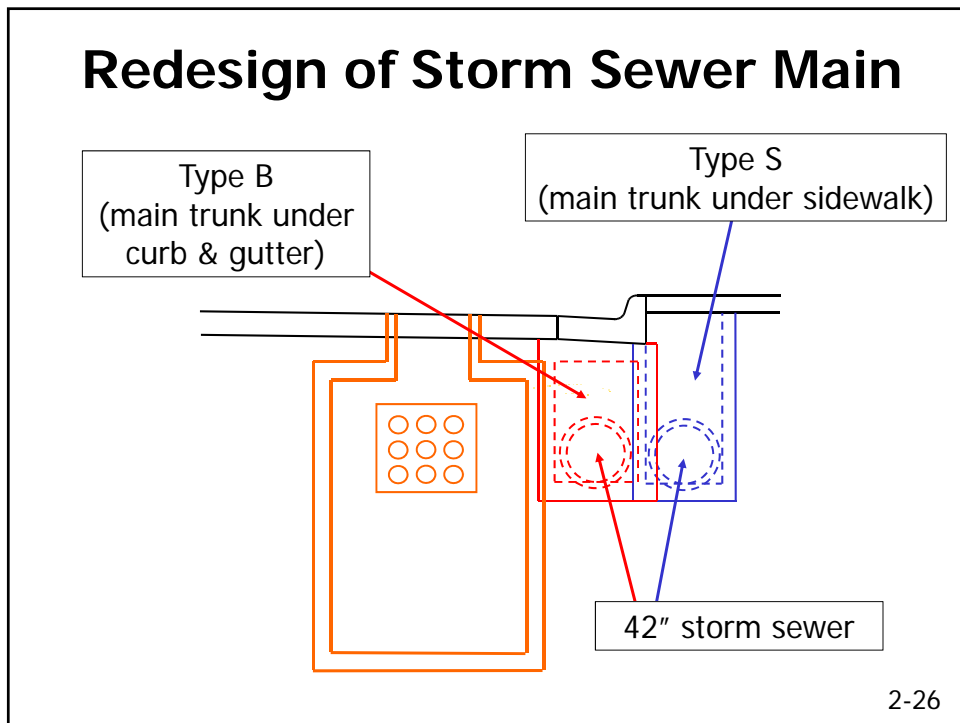 Redesign of Storm Sewer Main
Type B
(main trunk under
curb & gutter)
Type S
(main trunk under sidewalk)
42″ storm sewer
2-26